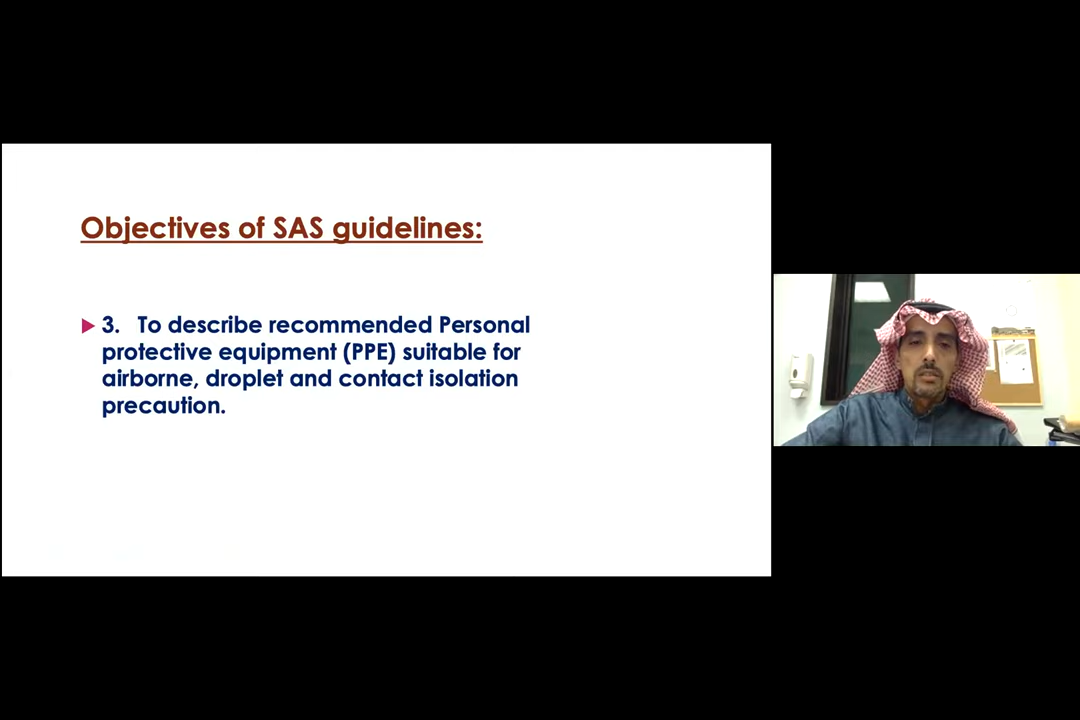 Objectives of SAS guidelines:
3. To describe recommended Personal
protective equipment (PPE) suitable for
airborne, droplet and contact isolation
precaution.